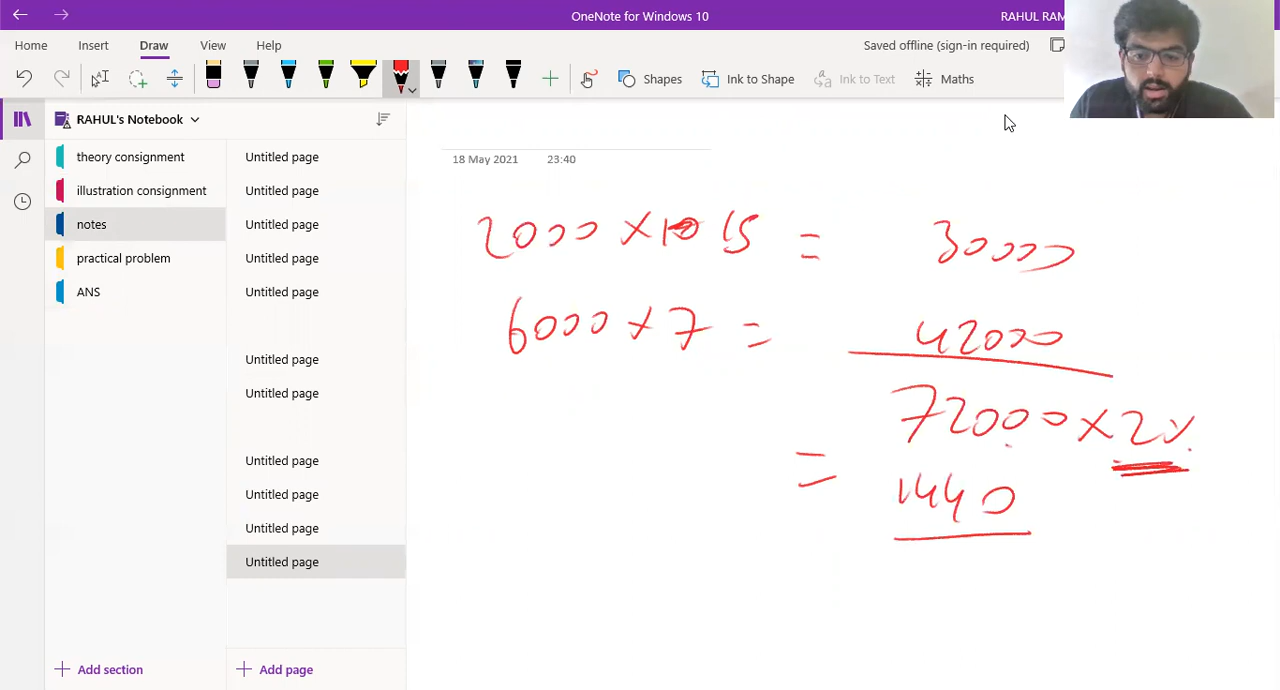 OneNote for Windows 10
RAHUL RAM
Home Insert Draw View Help
Saved offline (sign-in required)
Shapes Ink to Shape Ink to Text Maths
RAHUL's Notebook
theory consignment
illustration consignment
notes
practical problem
ANS
Untitled page
Untitled page
Untitled page
Untitled page
Untitled page
Untitled page
Untitled page
Untitled page
Untitled page
Untitled page
Untitled page
Add section
Add page
18 May 2021 23:40
2000 × 15 = 30000
6000 × 7 = 42000
72000 × 2%
= 1440